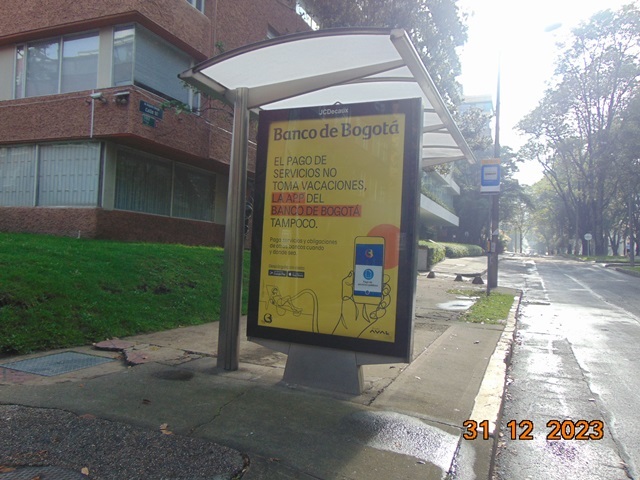 JCDecaux
Banco de Bogotá
EL PAGO DE
SERVICIOS NO
TOMA VACACIONES,
LA APP DEL
BANCO DE BOGOTÁ
TAMPOCO.
y obligaciones
31 12 2023